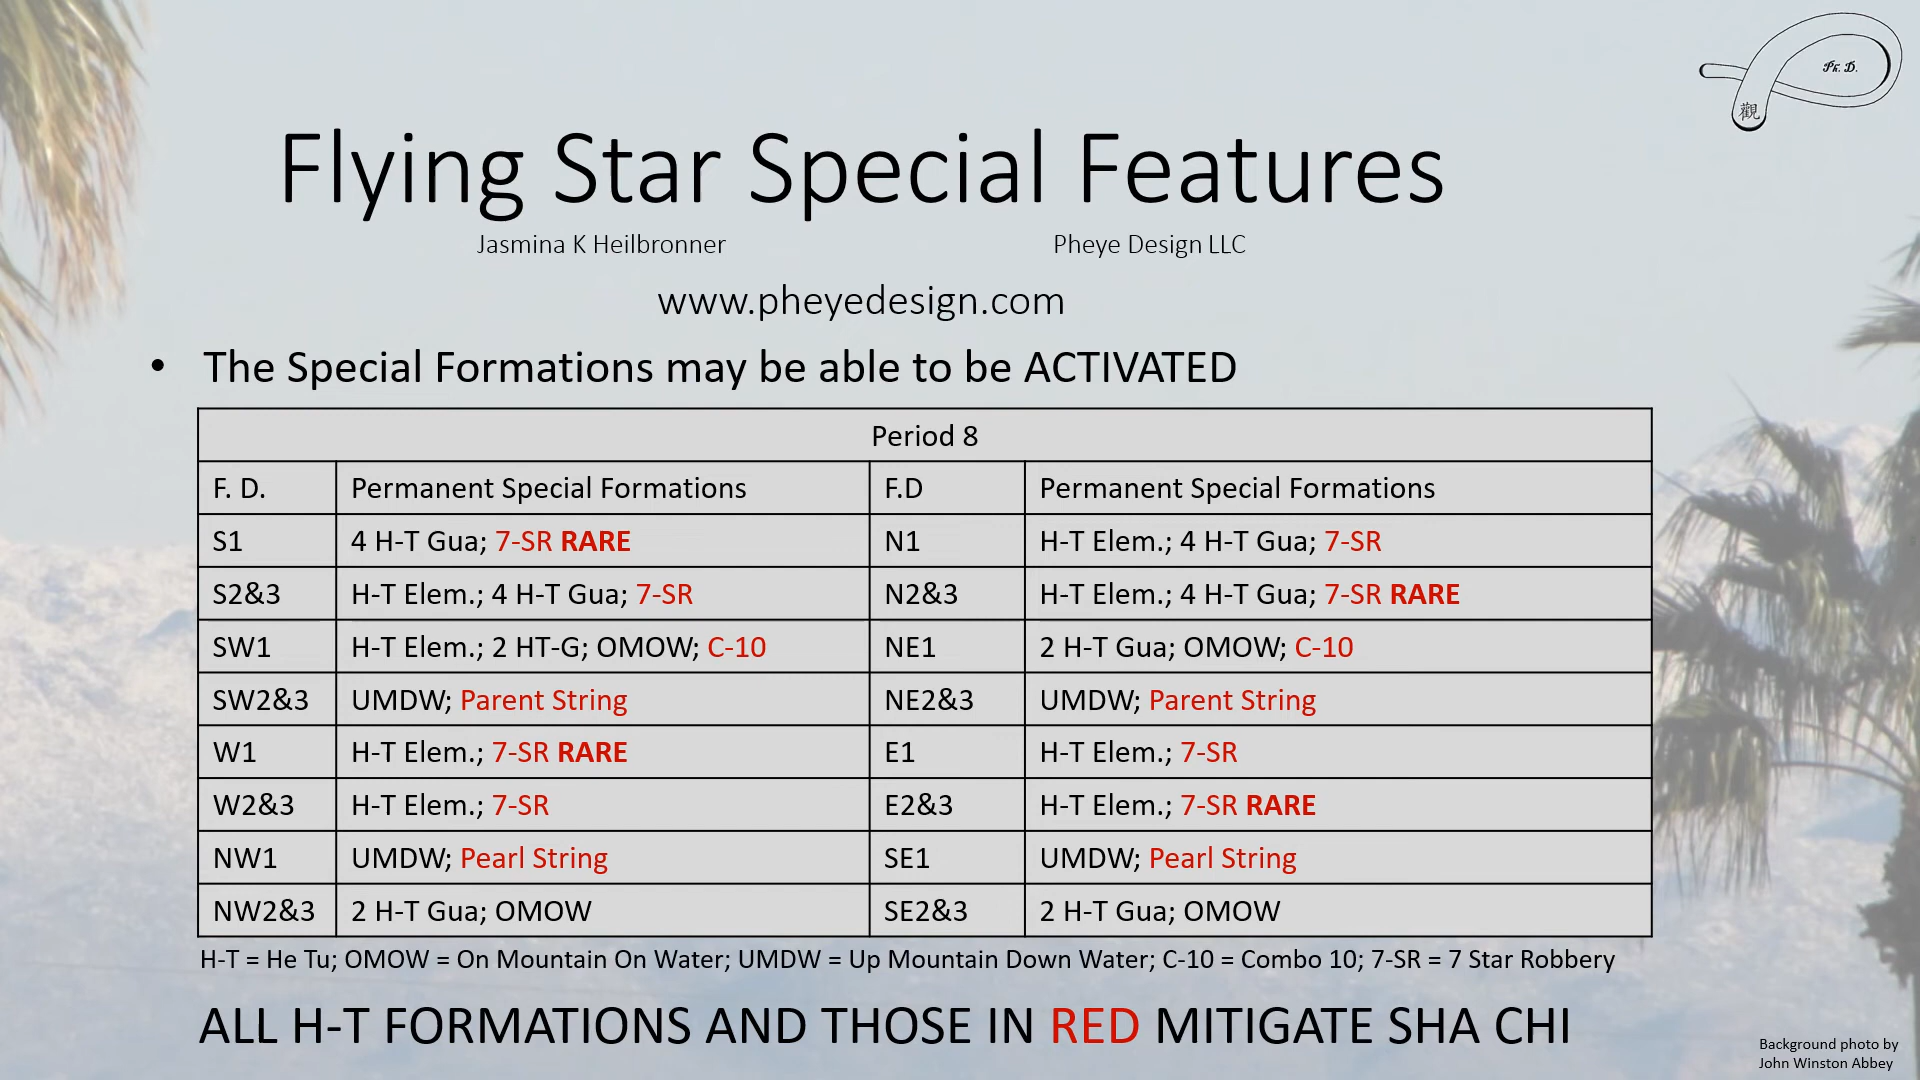 Ph. D.
觀
Flying Star Special Features
Jasmina K Heilbronner Pheye Design LLC
www.pheyedesign.com
• The Special Formations may be able to be ACTIVATED
Period 8
F. D. Permanent Special Formations F.D Permanent Special Formations
S1 4 H-T Gua; 7-SR RARE N1 H-T Elem.; 4 H-T Gua; 7-SR
S2&3 H-T Elem.; 4 H-T Gua; 7-SR N2&3 H-T Elem.; 4 H-T Gua; 7-SR RARE
SW1 H-T Elem.; 2 HT-G; OMOW; C-10 NE1 2 H-T Gua; OMOW; C-10
SW2&3 UMDW; Parent String NE2&3 UMDW; Parent String
W1 H-T Elem.; 7-SR RARE E1 H-T Elem.; 7-SR
W2&3 H-T Elem.; 7-SR E2&3 H-T Elem.; 7-SR RARE
NW1 UMDW; Pearl String SE1 UMDW; Pearl String
NW2&3 2 H-T Gua; OMOW SE2&3 2 H-T Gua; OMOW
H-T = He Tu; OMOW = On Mountain On Water; UMDW = Up Mountain Down Water; C-10 = Combo 10; 7-SR = 7 Star Robbery
ALL H-T FORMATIONS AND THOSE IN RED MITIGATE SHA CHI
Background photo by
John Winston Abbey